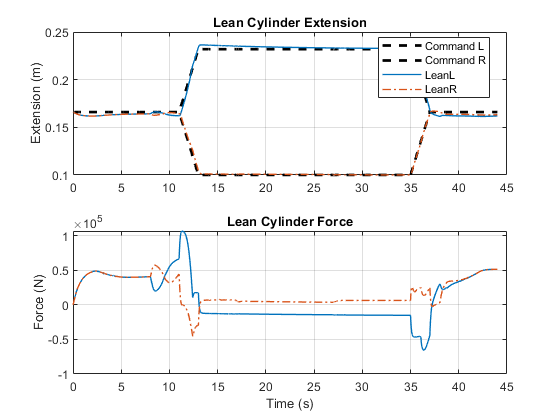 Lean Cylinder Extension
0.25
0.2
0.15
0.1
Extension (m)
Command L
Command R
LeanL
LeanR
0 5 10 15 20 25 30 35 40 45
Lean Cylinder Force
×10^5
1
0.5
0
-0.5
-1
Force (N)
0 5 10 15 20 25 30 35 40 45
Time (s)